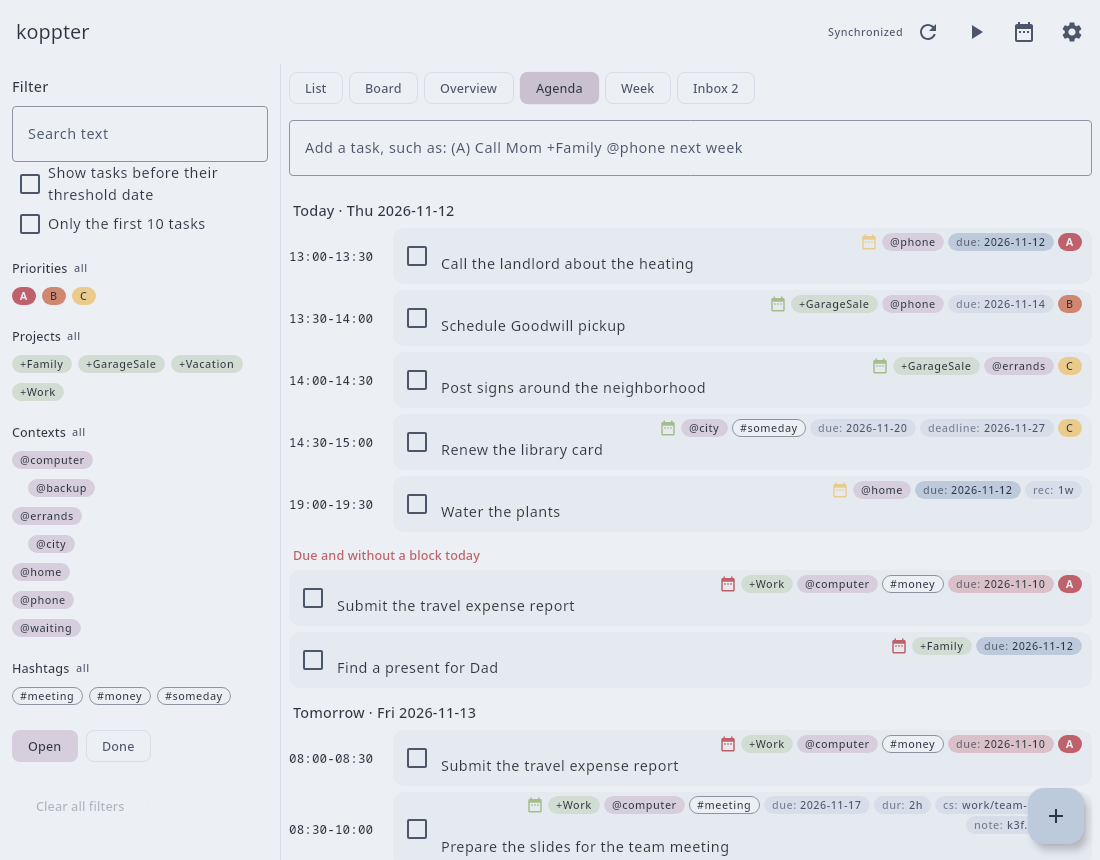 koppter
Synchronized
Filter
Search text
Show tasks before their
threshold date
Only the first 10 tasks
Priorities all
A B C
Projects all
+Family +GarageSale +Vacation
+Work
Contexts all
@computer
@backup
@errands
@city
@home
@phone
@waiting
Hashtags all
#meeting #money #someday
Open Done
Clear all filters
List Board Overview Agenda Week Inbox 2
Add a task, such as: (A) Call Mom +Family @phone next week
Today · Thu 2026-11-12
@phone due: 2026-11-12 A
13:00-13:30 Call the landlord about the heating
+GarageSale @phone due: 2026-11-14 B
13:30-14:00 Schedule Goodwill pickup
+GarageSale @errands C
14:00-14:30 Post signs around the neighborhood
@city #someday due: 2026-11-20 deadline: 2026-11-27 C
14:30-15:00 Renew the library card
@home due: 2026-11-12 rec: 1w
19:00-19:30 Water the plants
Due and without a block today
+Work @computer #money due: 2026-11-10 A
Submit the travel expense report
+Family due: 2026-11-12
Find a present for Dad
Tomorrow · Fri 2026-11-13
+Work @computer #money due: 2026-11-10 A
08:00-08:30 Submit the travel expense report
+Work @computer #meeting due: 2026-11-17 dur: 2h cs: work/team-
note: k3f.
08:30-10:00 Prepare the slides for the team meeting